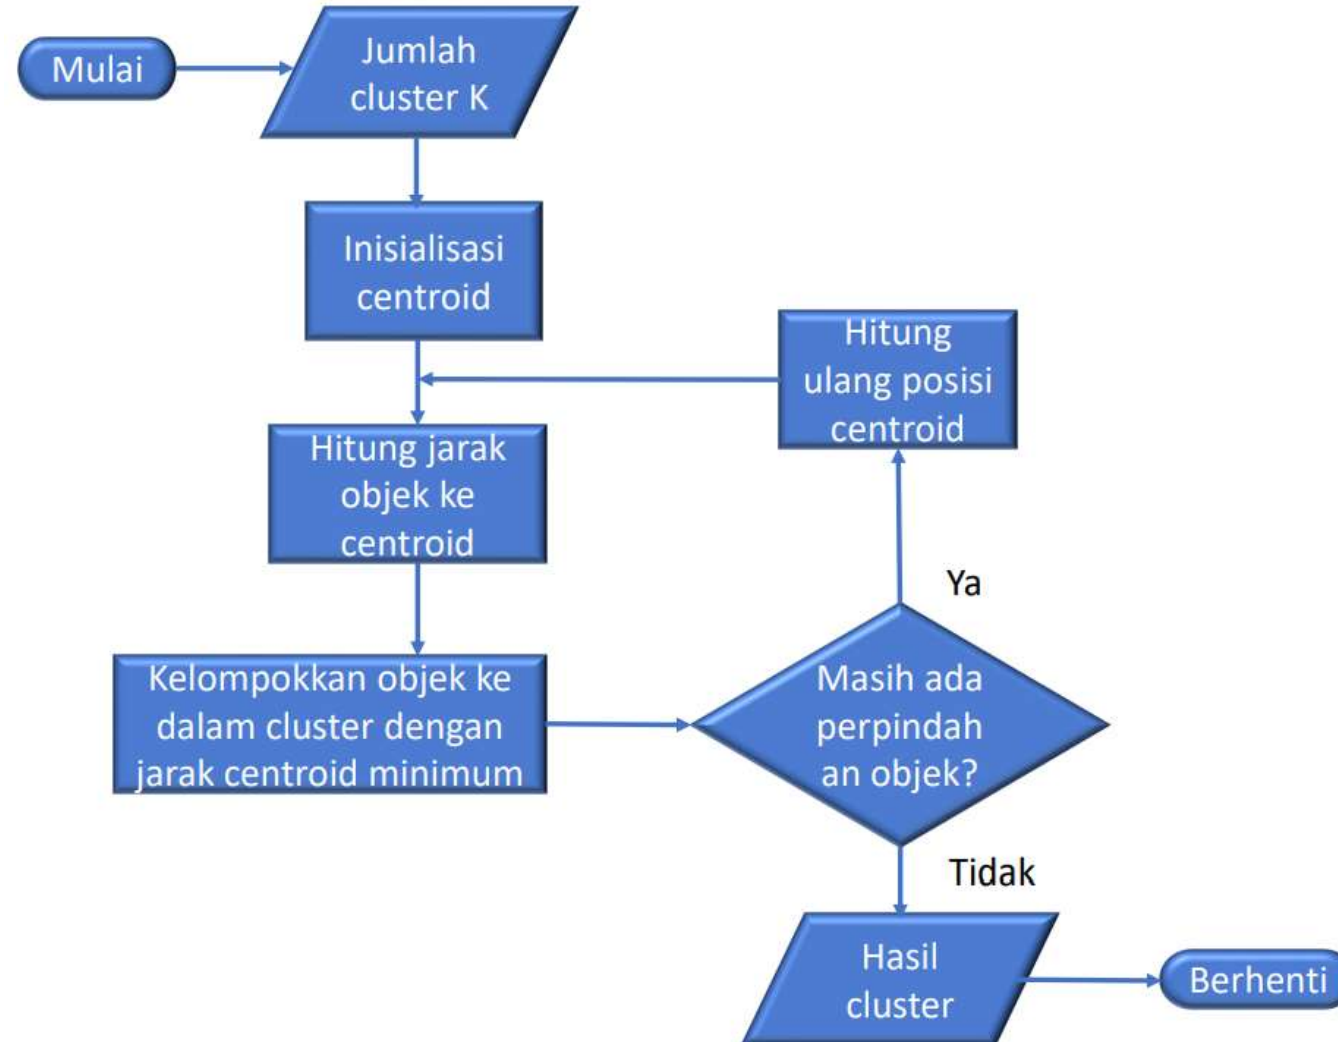 Mulai
Jumlah
cluster K
Inisialisasi
centroid
Hitung
ulang posisi
centroid
Hitung jarak
objek ke
centroid
Ya
Kelompokkan objek ke
dalam cluster dengan
jarak centroid minimum
Masih ada
perpindah
an objek?
Tidak
Hasil
cluster
Berhenti